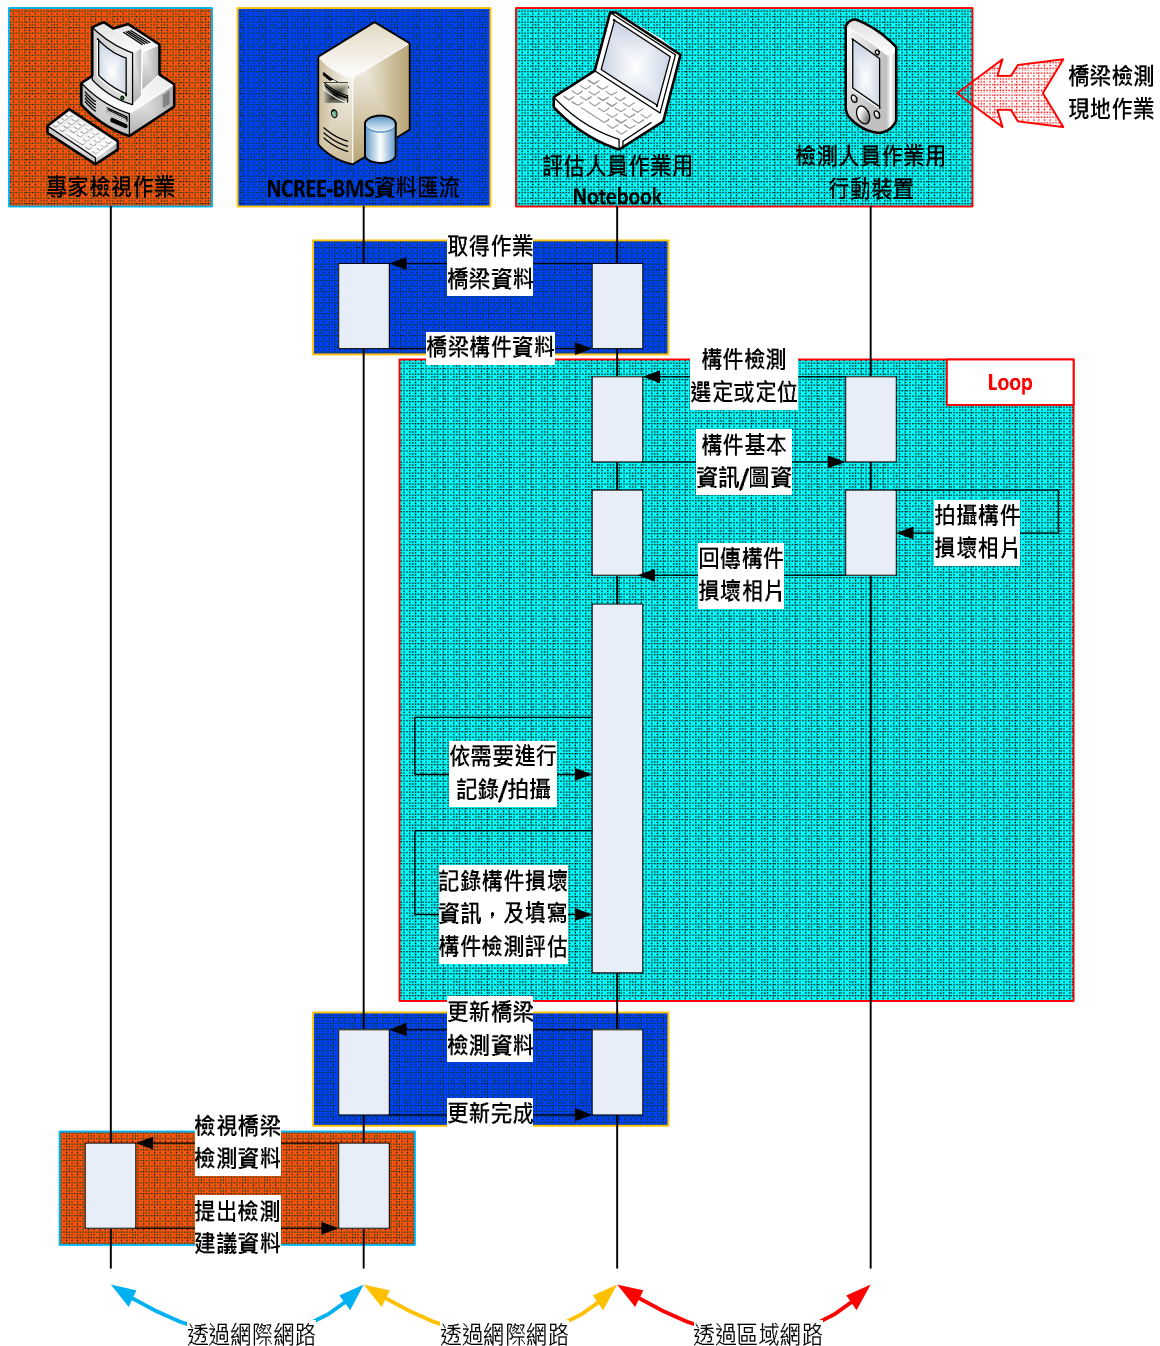 橋梁檢測
現地作業
專家檢視作業
NCREE-BMS資料匯流
評估人員作業用
Notebook
檢測人員作業用
行動裝置
取得作業
橋梁資料
橋梁構件資料
Loop
構件檢測
選定或定位
構件基本
資訊/圖資
拍攝構件
損壞相片
回傳構件
損壞相片
依需要進行
記錄/拍攝
記錄構件損壞
資訊，及填寫
構件檢測評估
更新橋梁
檢測資料
更新完成
檢視橋梁
檢測資料
提出檢測
建議資料
透過網際網路
透過網際網路
透過區域網路